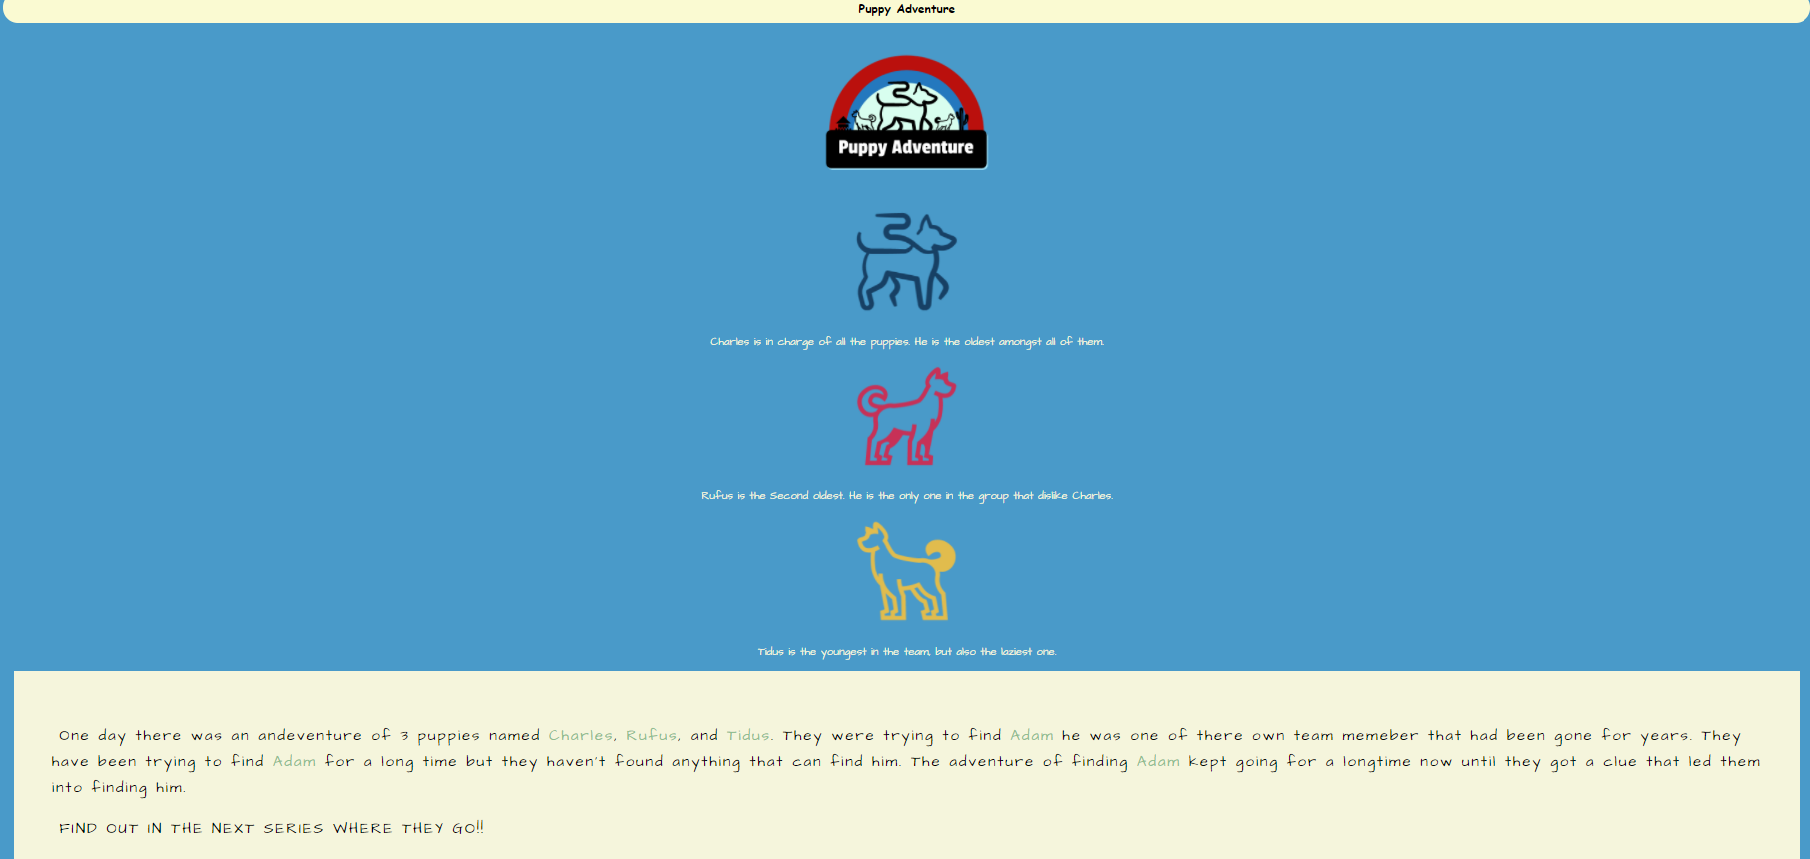 Puppy Adventure
Puppy Adventure
Charles is in charge of all the puppies. He is the oldest amongst all of them.
Rufus is the Second oldest. He is the only one in the group that dislike Charles.
Tidus is the youngest in the team, but also the laziest one.
One day there was an andeventure of 3 puppies named Charles, Rufus, and Tidus. They were trying to find Adam he was one of there own team memeber that had been gone for years. They
have been trying to find Adam for a long time but they haven't found anything that can find him. The adventure of finding Adam kept going for a longtime now until they got a clue that led them
into finding him.
FIND OUT IN THE NEXT SERIES WHERE THEY GO!!